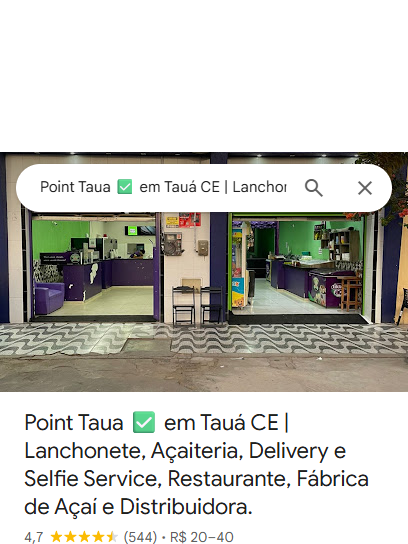 Point Taua ✅ em Tauá CE | Lanchon
Point Taua ✅ em Tauá CE |
Lanchonete, Açaiteria, Delivery e
Selfie Service, Restaurante, Fábrica
de Açaí e Distribuidora.
4,7 (544) · R$ 20–40